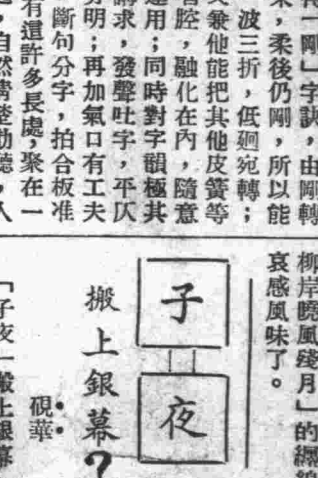 一剛」字訣，由剛轉
，柔後仍剛，所以能
波三折，低廻宛轉；
又兼他能把其他皮簧等
腔，融化在內，隨意
運用；同時對字韻極其
講求，發聲吐字，平仄
分明；再加氣口有工夫
斷句分字，拍合板准
有還許多長處，聚在一
，自然清楚動聽，人
柳岸曉風殘月」的纏綿
哀感風味了。
子夜
搬上銀幕？
硯華
「子夜」搬上銀幕